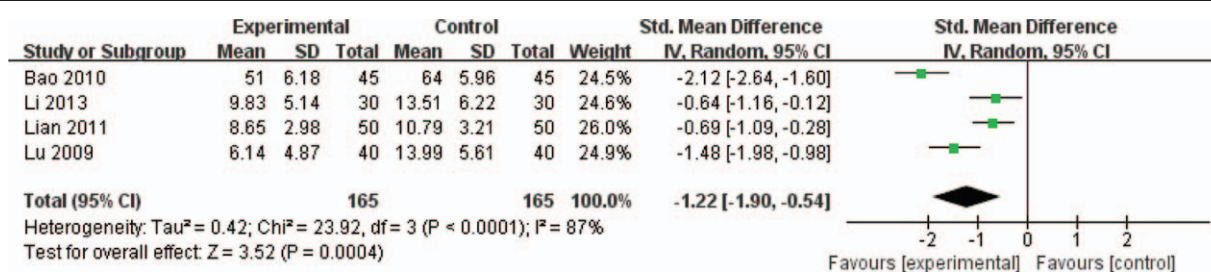 Experimental Control Std. Mean Difference Std. Mean Difference
Study or Subgroup Mean SD Total Mean SD Total Weight IV, Random, 95% CI IV, Random, 95% CI
Bao 2010 51 6.18 45 64 5.96 45 24.5% -2.12 [-2.64, -1.60]
Li 2013 9.83 5.14 30 13.51 6.22 30 24.6% -0.64 [-1.16, -0.12]
Lian 2011 8.65 2.98 50 10.79 3.21 50 26.0% -0.69 [-1.09, -0.28]
Lu 2009 6.14 4.87 40 13.99 5.61 40 24.9% -1.48 [-1.98, -0.98]
Total (95% CI) 165 165 100.0% -1.22 [-1.90, -0.54]
Heterogeneity: Tau² = 0.42; Chi² = 23.92, df = 3 (P < 0.0001); I² = 87%
Test for overall effect: Z = 3.52 (P = 0.0004)
-2 -1 0 1 2
Favours [experimental] Favours [control]